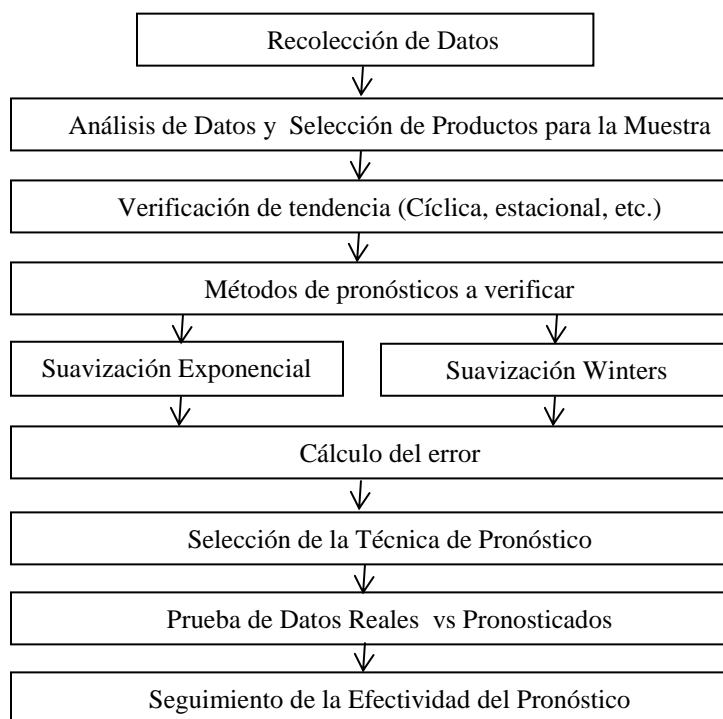 Recolección de Datos
Análisis de Datos y Selección de Productos para la Muestra
Verificación de tendencia (Cíclica, estacional, etc.)
Métodos de pronósticos a verificar
Suavización Exponencial
Suavización Winters
Cálculo del error
Selección de la Técnica de Pronóstico
Prueba de Datos Reales vs Pronosticados
Seguimiento de la Efectividad del Pronóstico